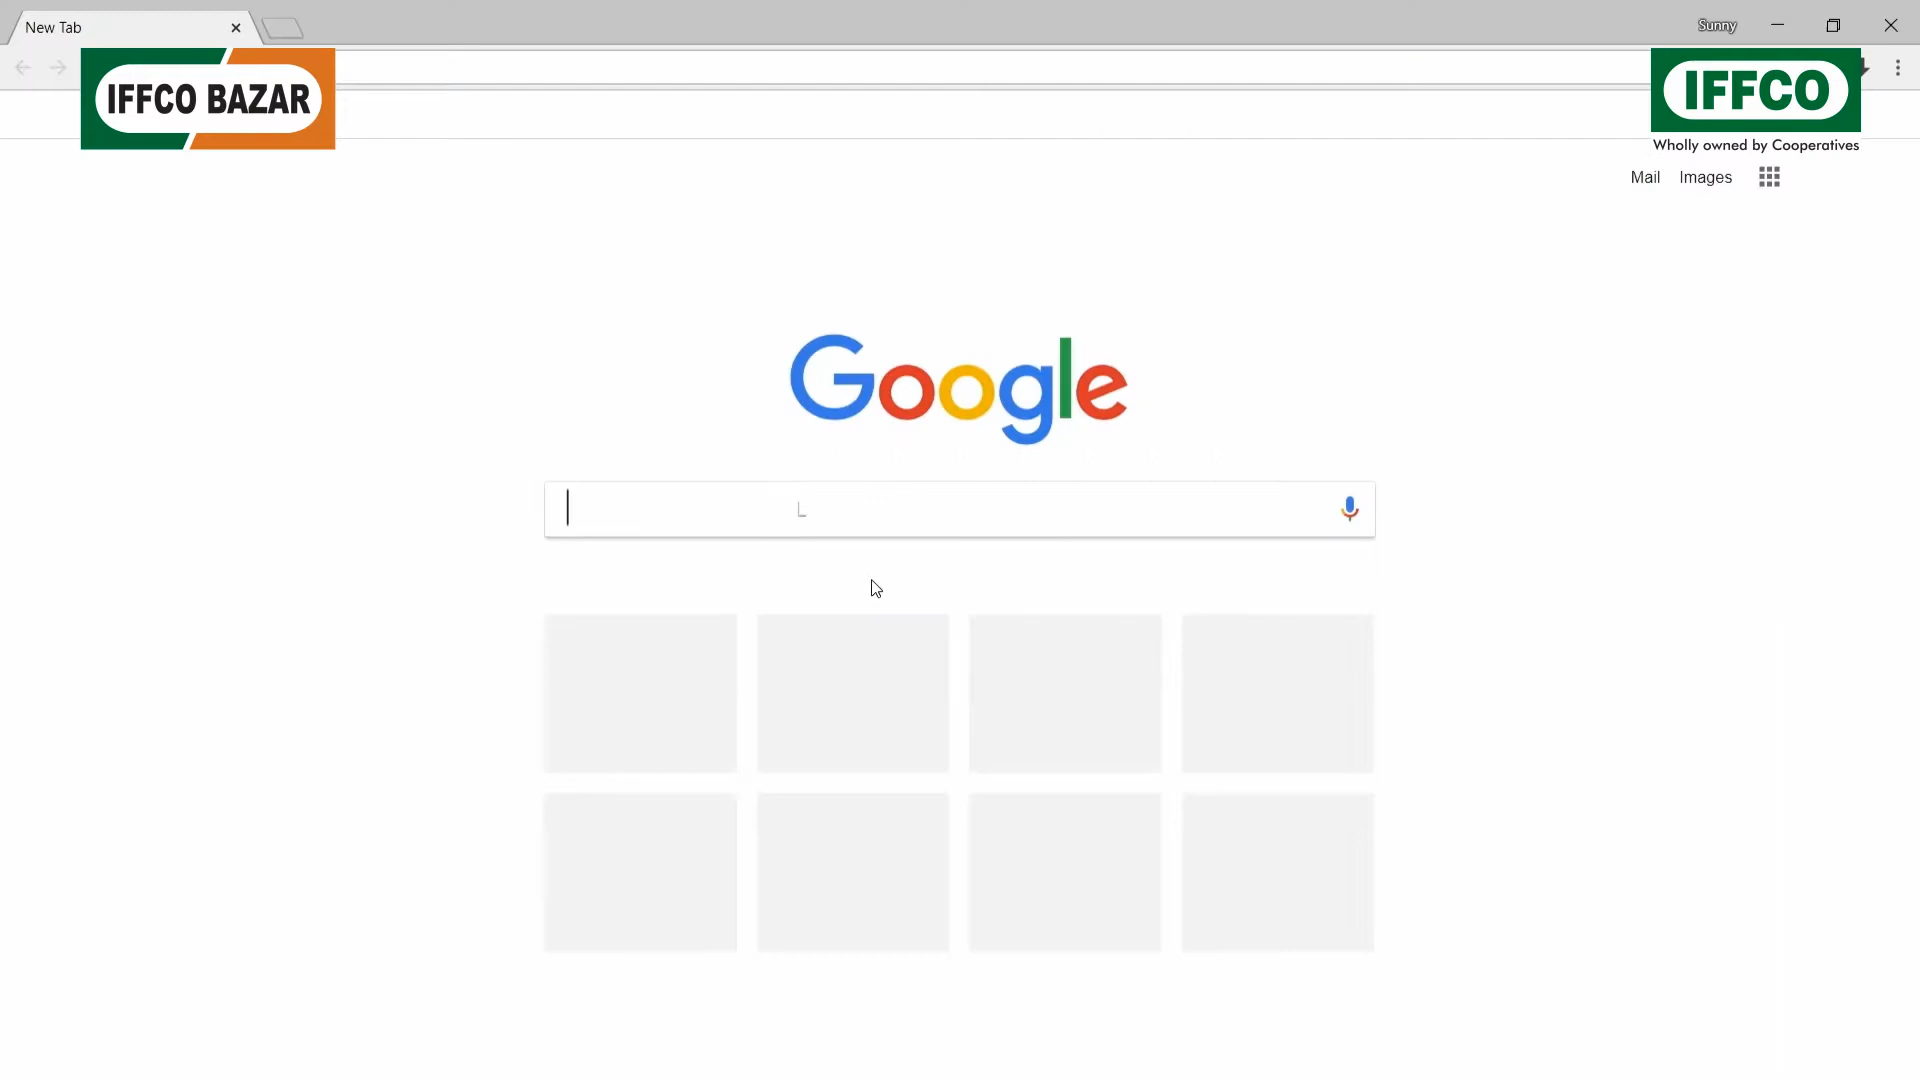 New Tab
Sunny
IFFCO BAZAR
IFFCO
Wholly owned by Cooperatives
Mail Images
Google